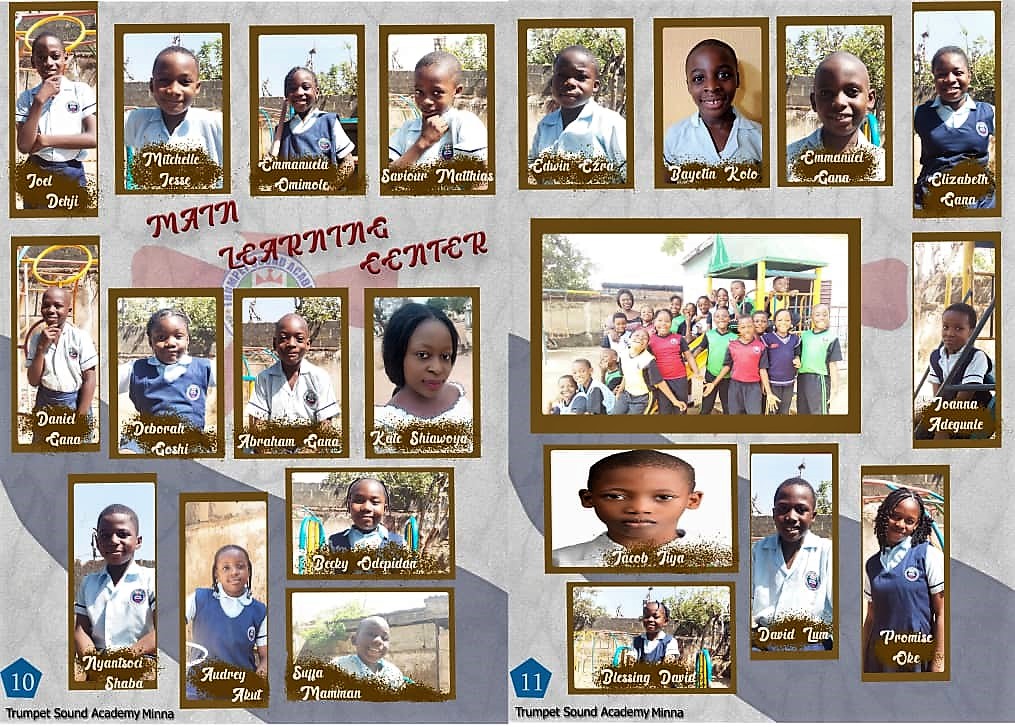 Joel
Dehji
Mitchelle
Jesse
Emmanuela
Omimole
Saviour Matthias
MAIN
LEARNING
CENTER
Daniel
Gana
Deborah
Goshi
Abraham Gana
Kate Shiawoya
Nyantsoci
Shaba
Audrey
Akut
Becky Odepidan
Suffa
Mamman
10
Trumpet Sound Academy Minna
Edwin Ezra
Bayetin Kolo
Emmanuel
Gana
Elizabeth
Gana
Joanna
Adegunle
Jacob Jiya
Blessing David
David Lum
Promise
Oke
11
Trumpet Sound Academy Minna